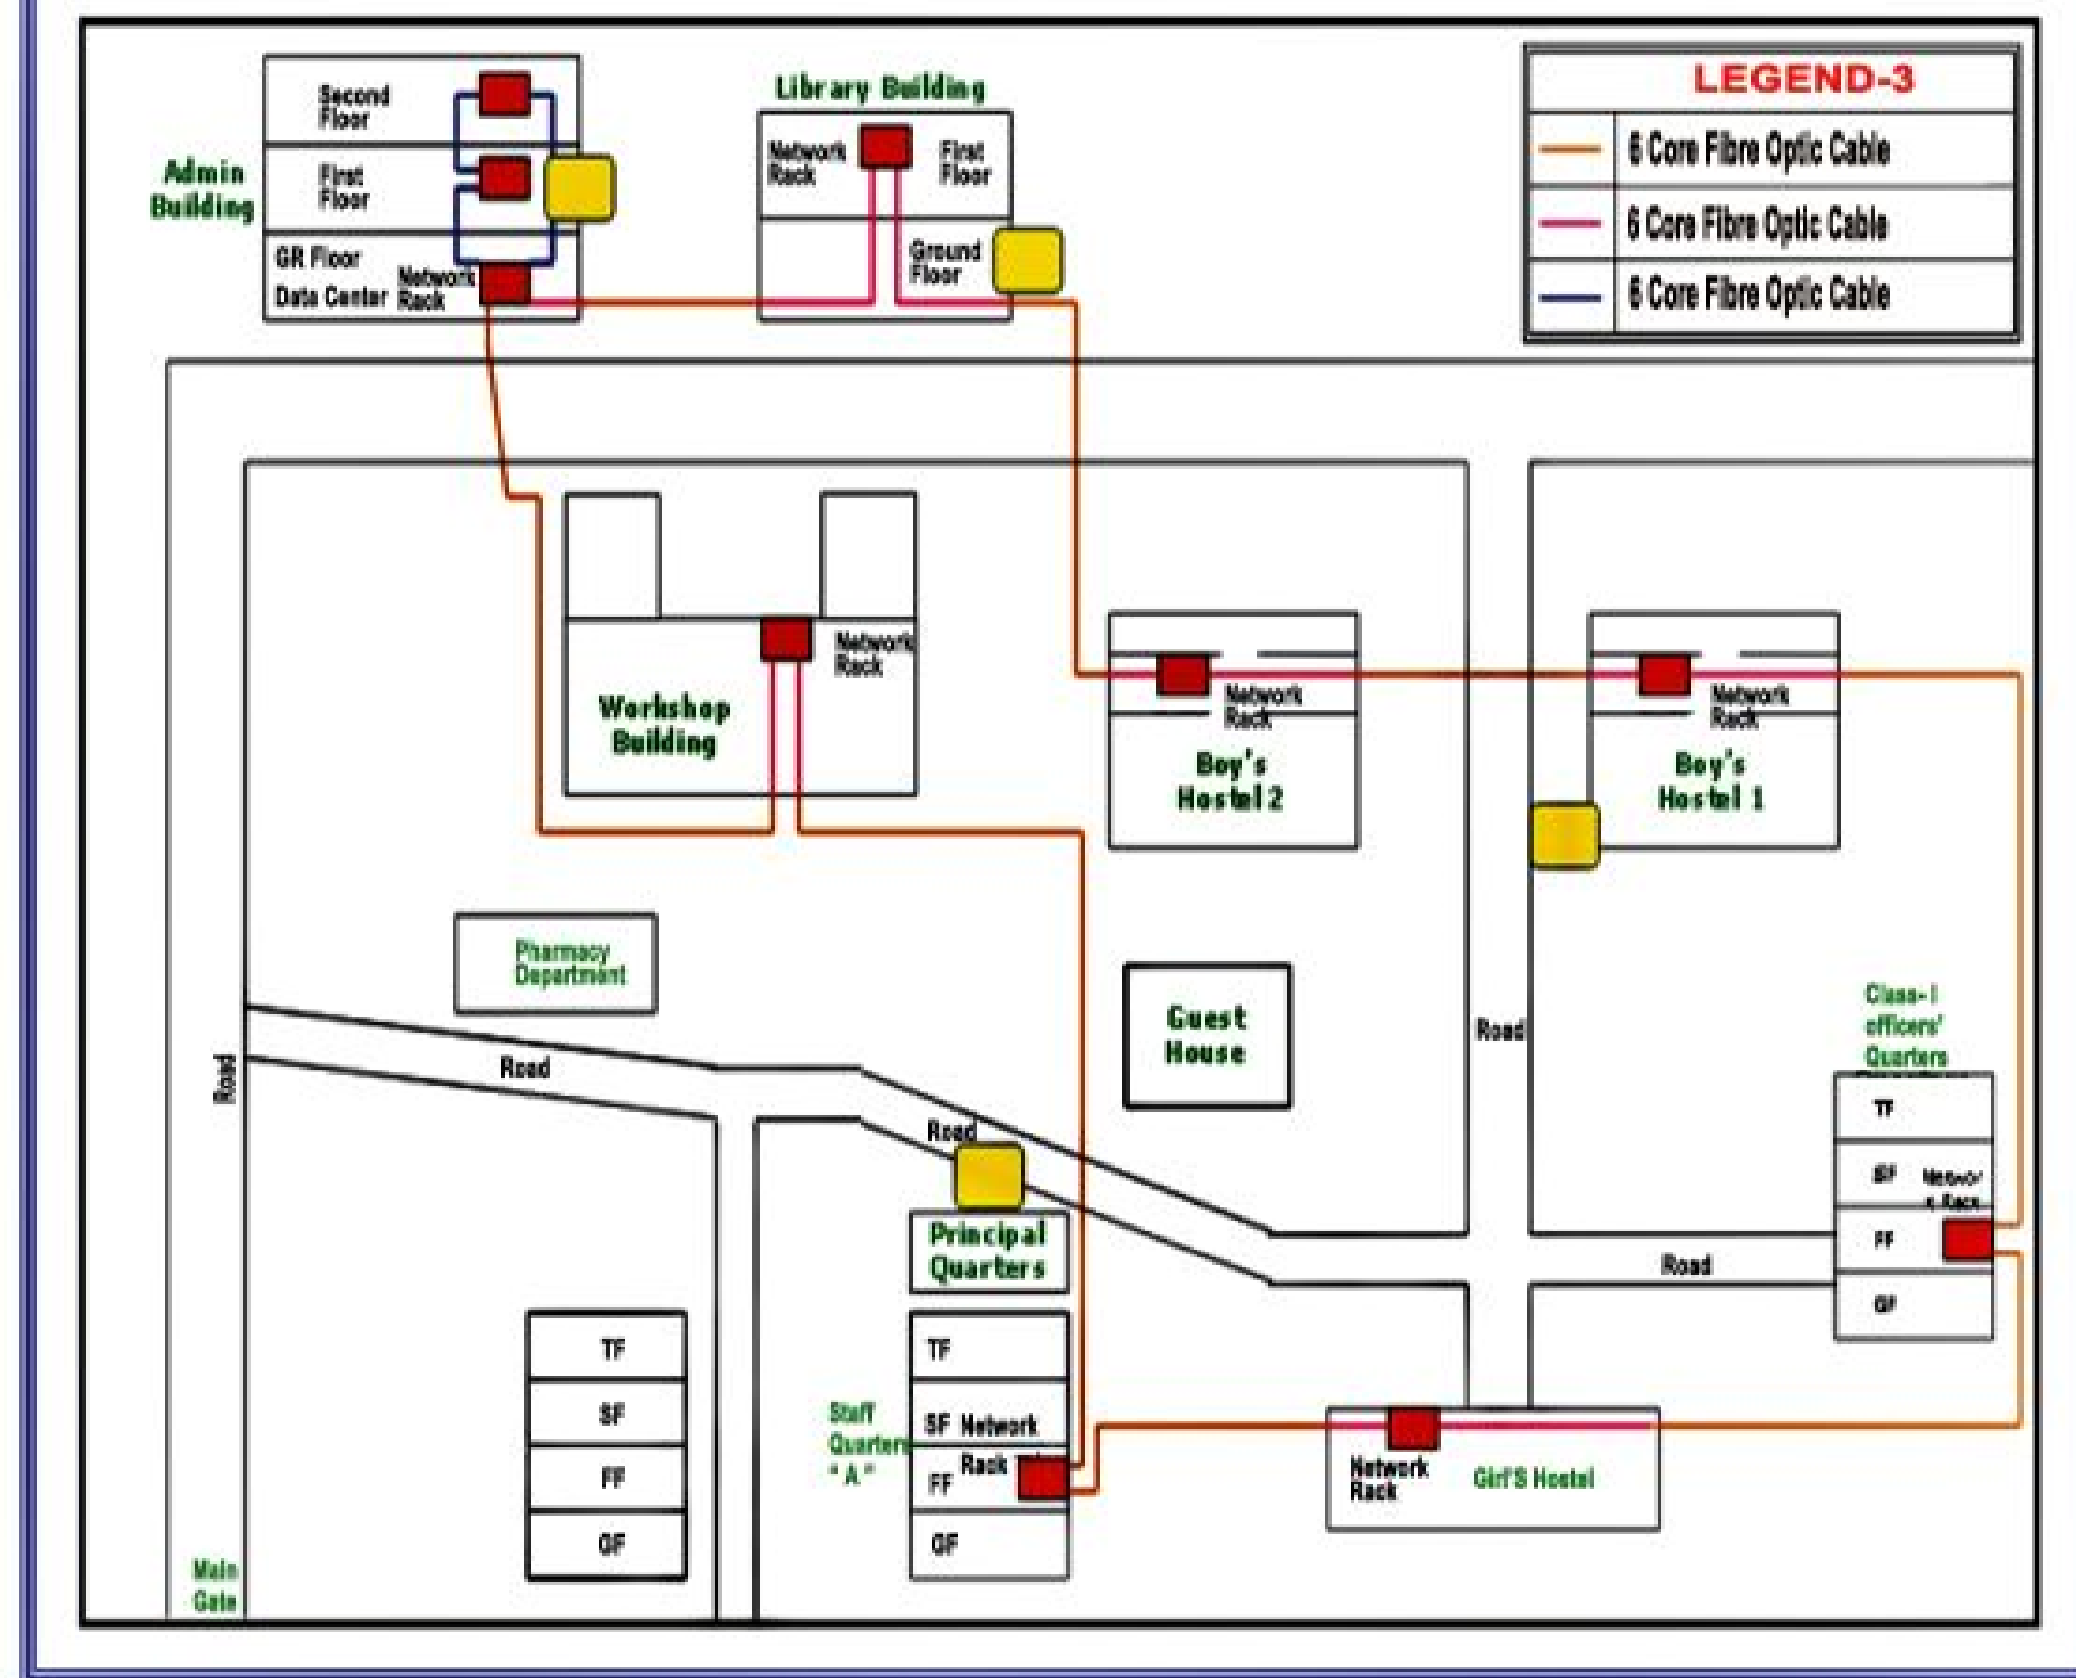 LEGEND-3
6 Core Fibre Optic Cable
6 Core Fibre Optic Cable
6 Core Fibre Optic Cable
Admin
Building
Second
Floor
First
Floor
GR Floor
Data Center
Network
Rack
Library Building
Network
Rack
First
Floor
Ground
Floor
Network
Rack
Workshop
Building
Network
Rack
Boy's
Hostel 2
Network
Rack
Boy's
Hostel 1
Pharmacy
Department
Guest
House
Road
Road
Road
Road
Road
Class-I
officers'
Quarters
TF
SF
Networ
k Rack
FF
GF
Principal
Quarters
TF
SF
FF
GF
Staff
Quarters
"A"
TF
SF Network
Rack
FF
GF
Network
Rack
Girl'S Hostel
Main
Gate